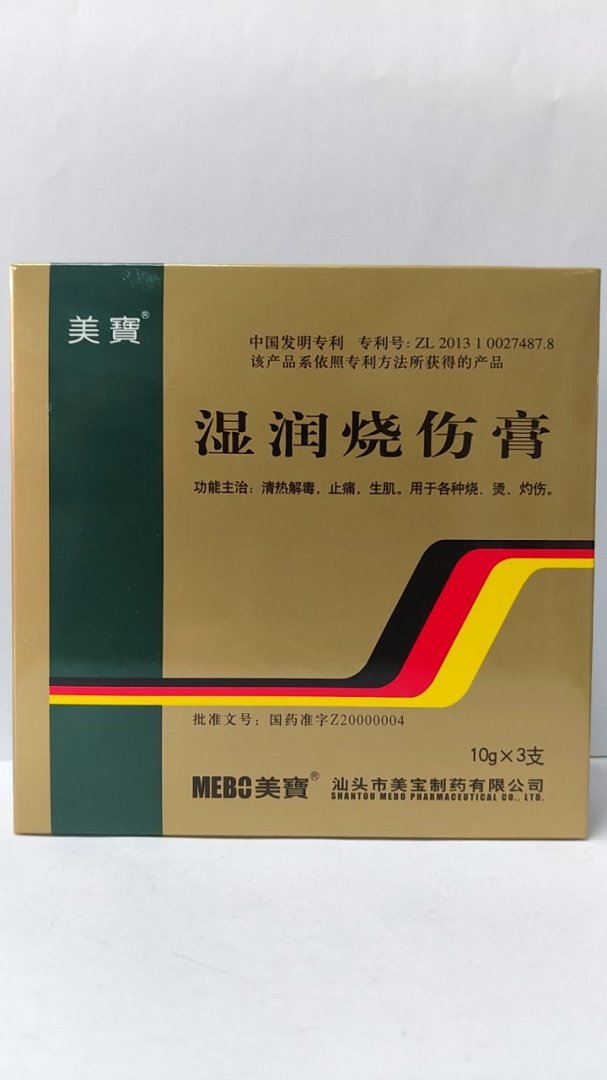 美寶®
中国发明专利 专利号：ZL 2013 1 0027487.8
该产品系依照专利方法所获得的产品
湿润烧伤膏
功能主治：清热解毒，止痛，生肌。用于各种烧、烫、灼伤。
批准文号：国药准字Z20000004
10g×3支
MEBO美寶® 汕头市美宝制药有限公司
SHANTOU MEBO PHARMACEUTICAL CO., LTD.